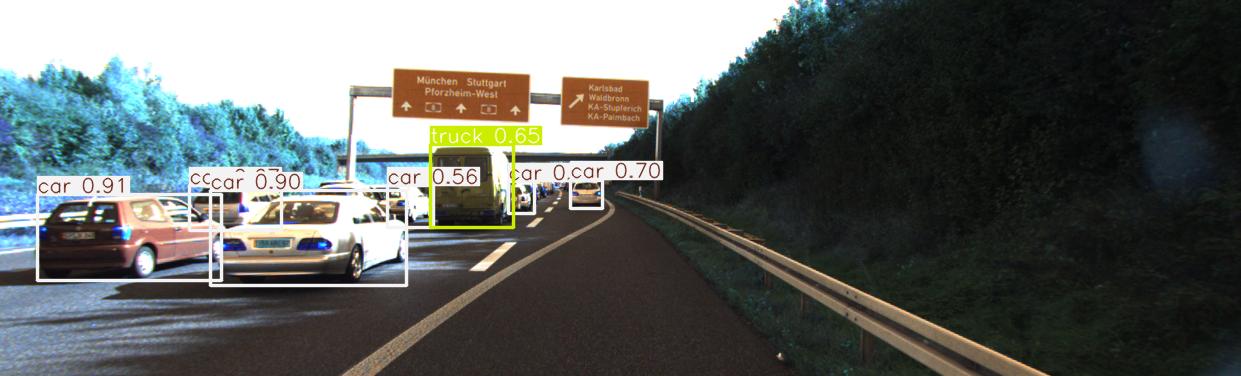 München Stuttgart
Pforzheim-West
Karlsbad
Waldbronn
KA-Stupferich
KA-Palmbach
truck 0.65
car 0.91
car 0.90
car 0.56
car 0.70